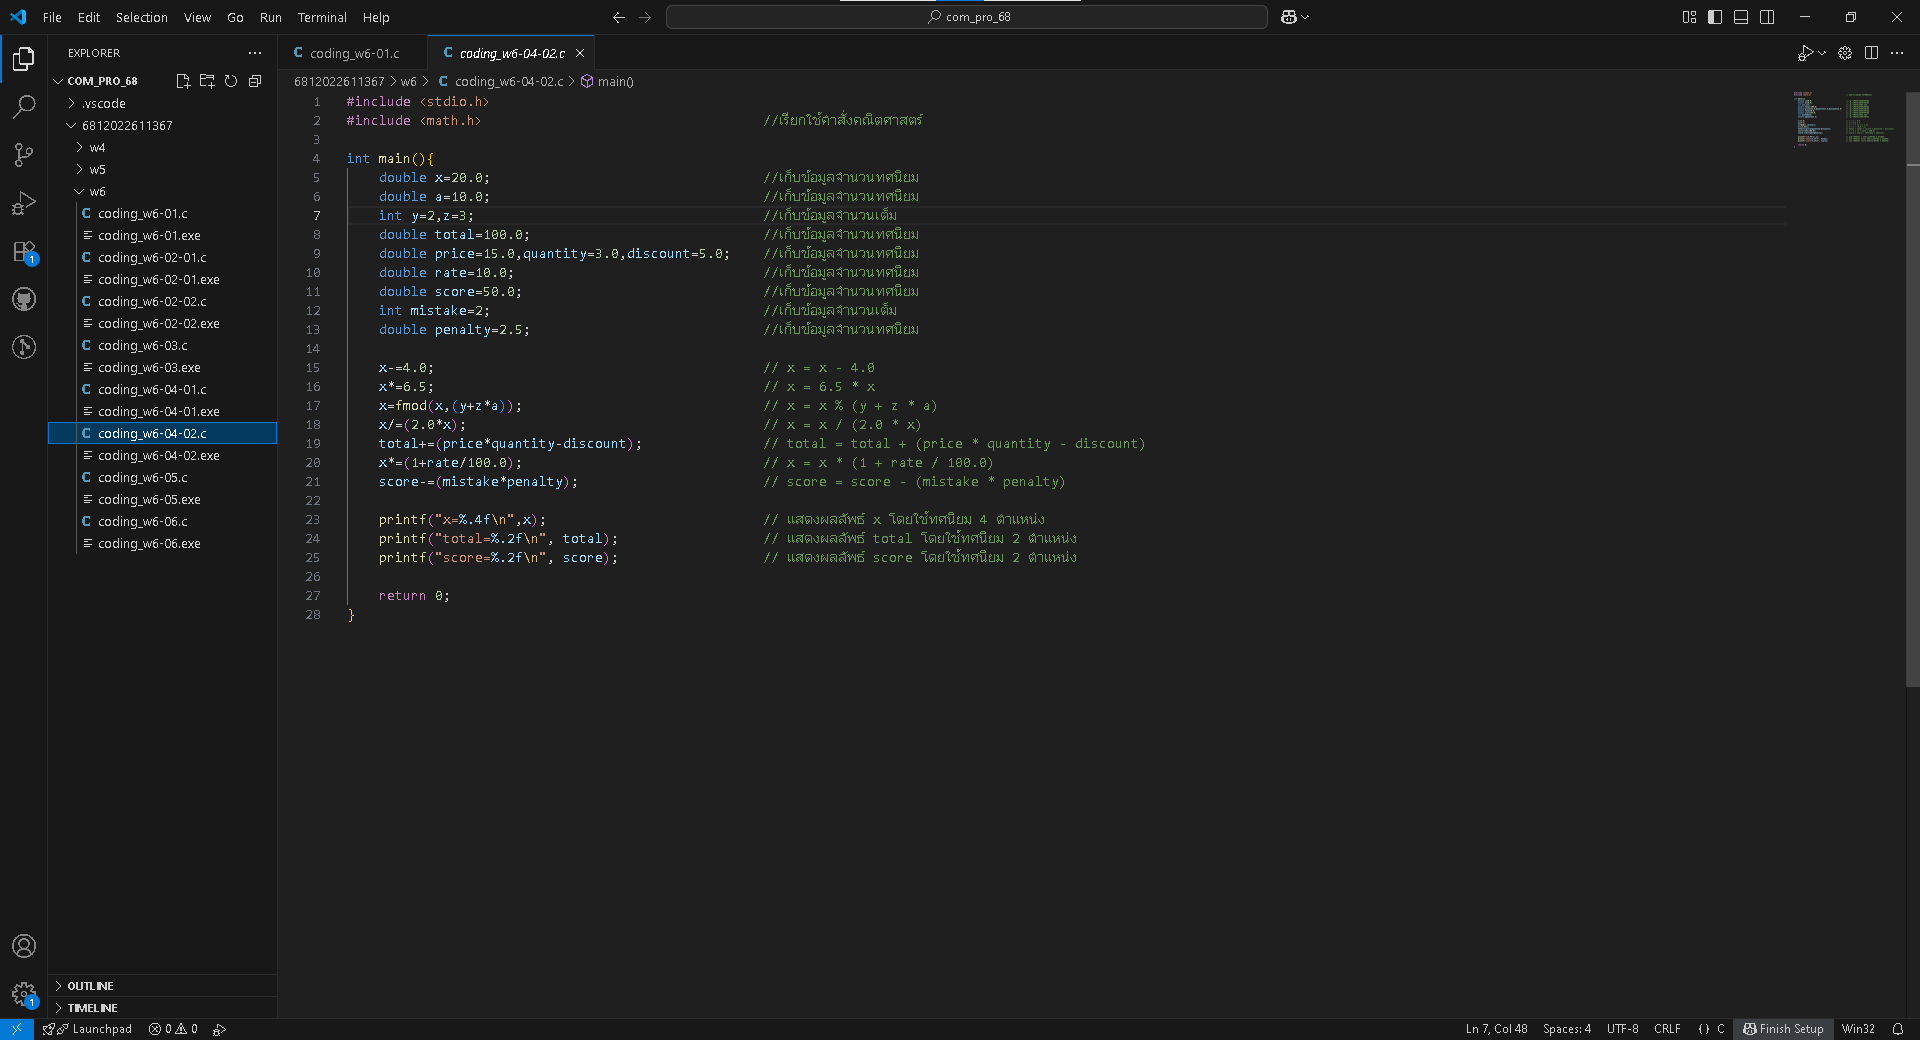 File Edit Selection View Go Run Terminal Help
com_pro_68
EXPLORER
COM_PRO_68
.vscode
6812022611367
w4
w5
w6
coding_w6-01.c
coding_w6-01.exe
coding_w6-02-01.c
coding_w6-02-01.exe
coding_w6-02-02.c
coding_w6-02-02.exe
coding_w6-03.c
coding_w6-03.exe
coding_w6-04-01.c
coding_w6-04-01.exe
coding_w6-04-02.c
coding_w6-04-02.exe
coding_w6-05.c
coding_w6-05.exe
coding_w6-06.c
coding_w6-06.exe
OUTLINE
TIMELINE
1
1
C coding_w6-01.c C coding_w6-04-02.c
6812022611367 > w6 > C coding_w6-04-02.c > main()
1 #include <stdio.h>
2 #include <math.h> //เรียกใช้คำสั่งคณิตศาสตร์
3
4 int main(){
5 double x=20.0; //เก็บข้อมูลจำนวนทศนิยม
6 double a=10.0; //เก็บข้อมูลจำนวนทศนิยม
7 int y=2,z=3; //เก็บข้อมูลจำนวนเต็ม
8 double total=100.0; //เก็บข้อมูลจำนวนทศนิยม
9 double price=15.0,quantity=3.0,discount=5.0; //เก็บข้อมูลจำนวนทศนิยม
10 double rate=10.0; //เก็บข้อมูลจำนวนทศนิยม
11 double score=50.0; //เก็บข้อมูลจำนวนทศนิยม
12 int mistake=2; //เก็บข้อมูลจำนวนเต็ม
13 double penalty=2.5; //เก็บข้อมูลจำนวนทศนิยม
14
15 x-=4.0; // x = x - 4.0
16 x*=6.5; // x = 6.5 * x
17 x=fmod(x,(y+z*a)); // x = x % (y + z * a)
18 x/=(2.0*x); // x = x / (2.0 * x)
19 total+=(price*quantity-discount); // total = total + (price * quantity - discount)
20 x*=(1+rate/100.0); // x = x * (1 + rate / 100.0)
21 score-=(mistake*penalty); // score = score - (mistake * penalty)
22
23 printf("x=%.4f\n",x); // แสดงผลลัพธ์ x โดยใช้ทศนิยม 4 ตำแหน่ง
24 printf("total=%.2f\n", total); // แสดงผลลัพธ์ total โดยใช้ทศนิยม 2 ตำแหน่ง
25 printf("score=%.2f\n", score); // แสดงผลลัพธ์ score โดยใช้ทศนิยม 2 ตำแหน่ง
26
27 return 0;
28 }
Launchpad 0 0 Ln 7, Col 48 Spaces: 4 UTF-8 CRLF {} C Finish Setup Win32